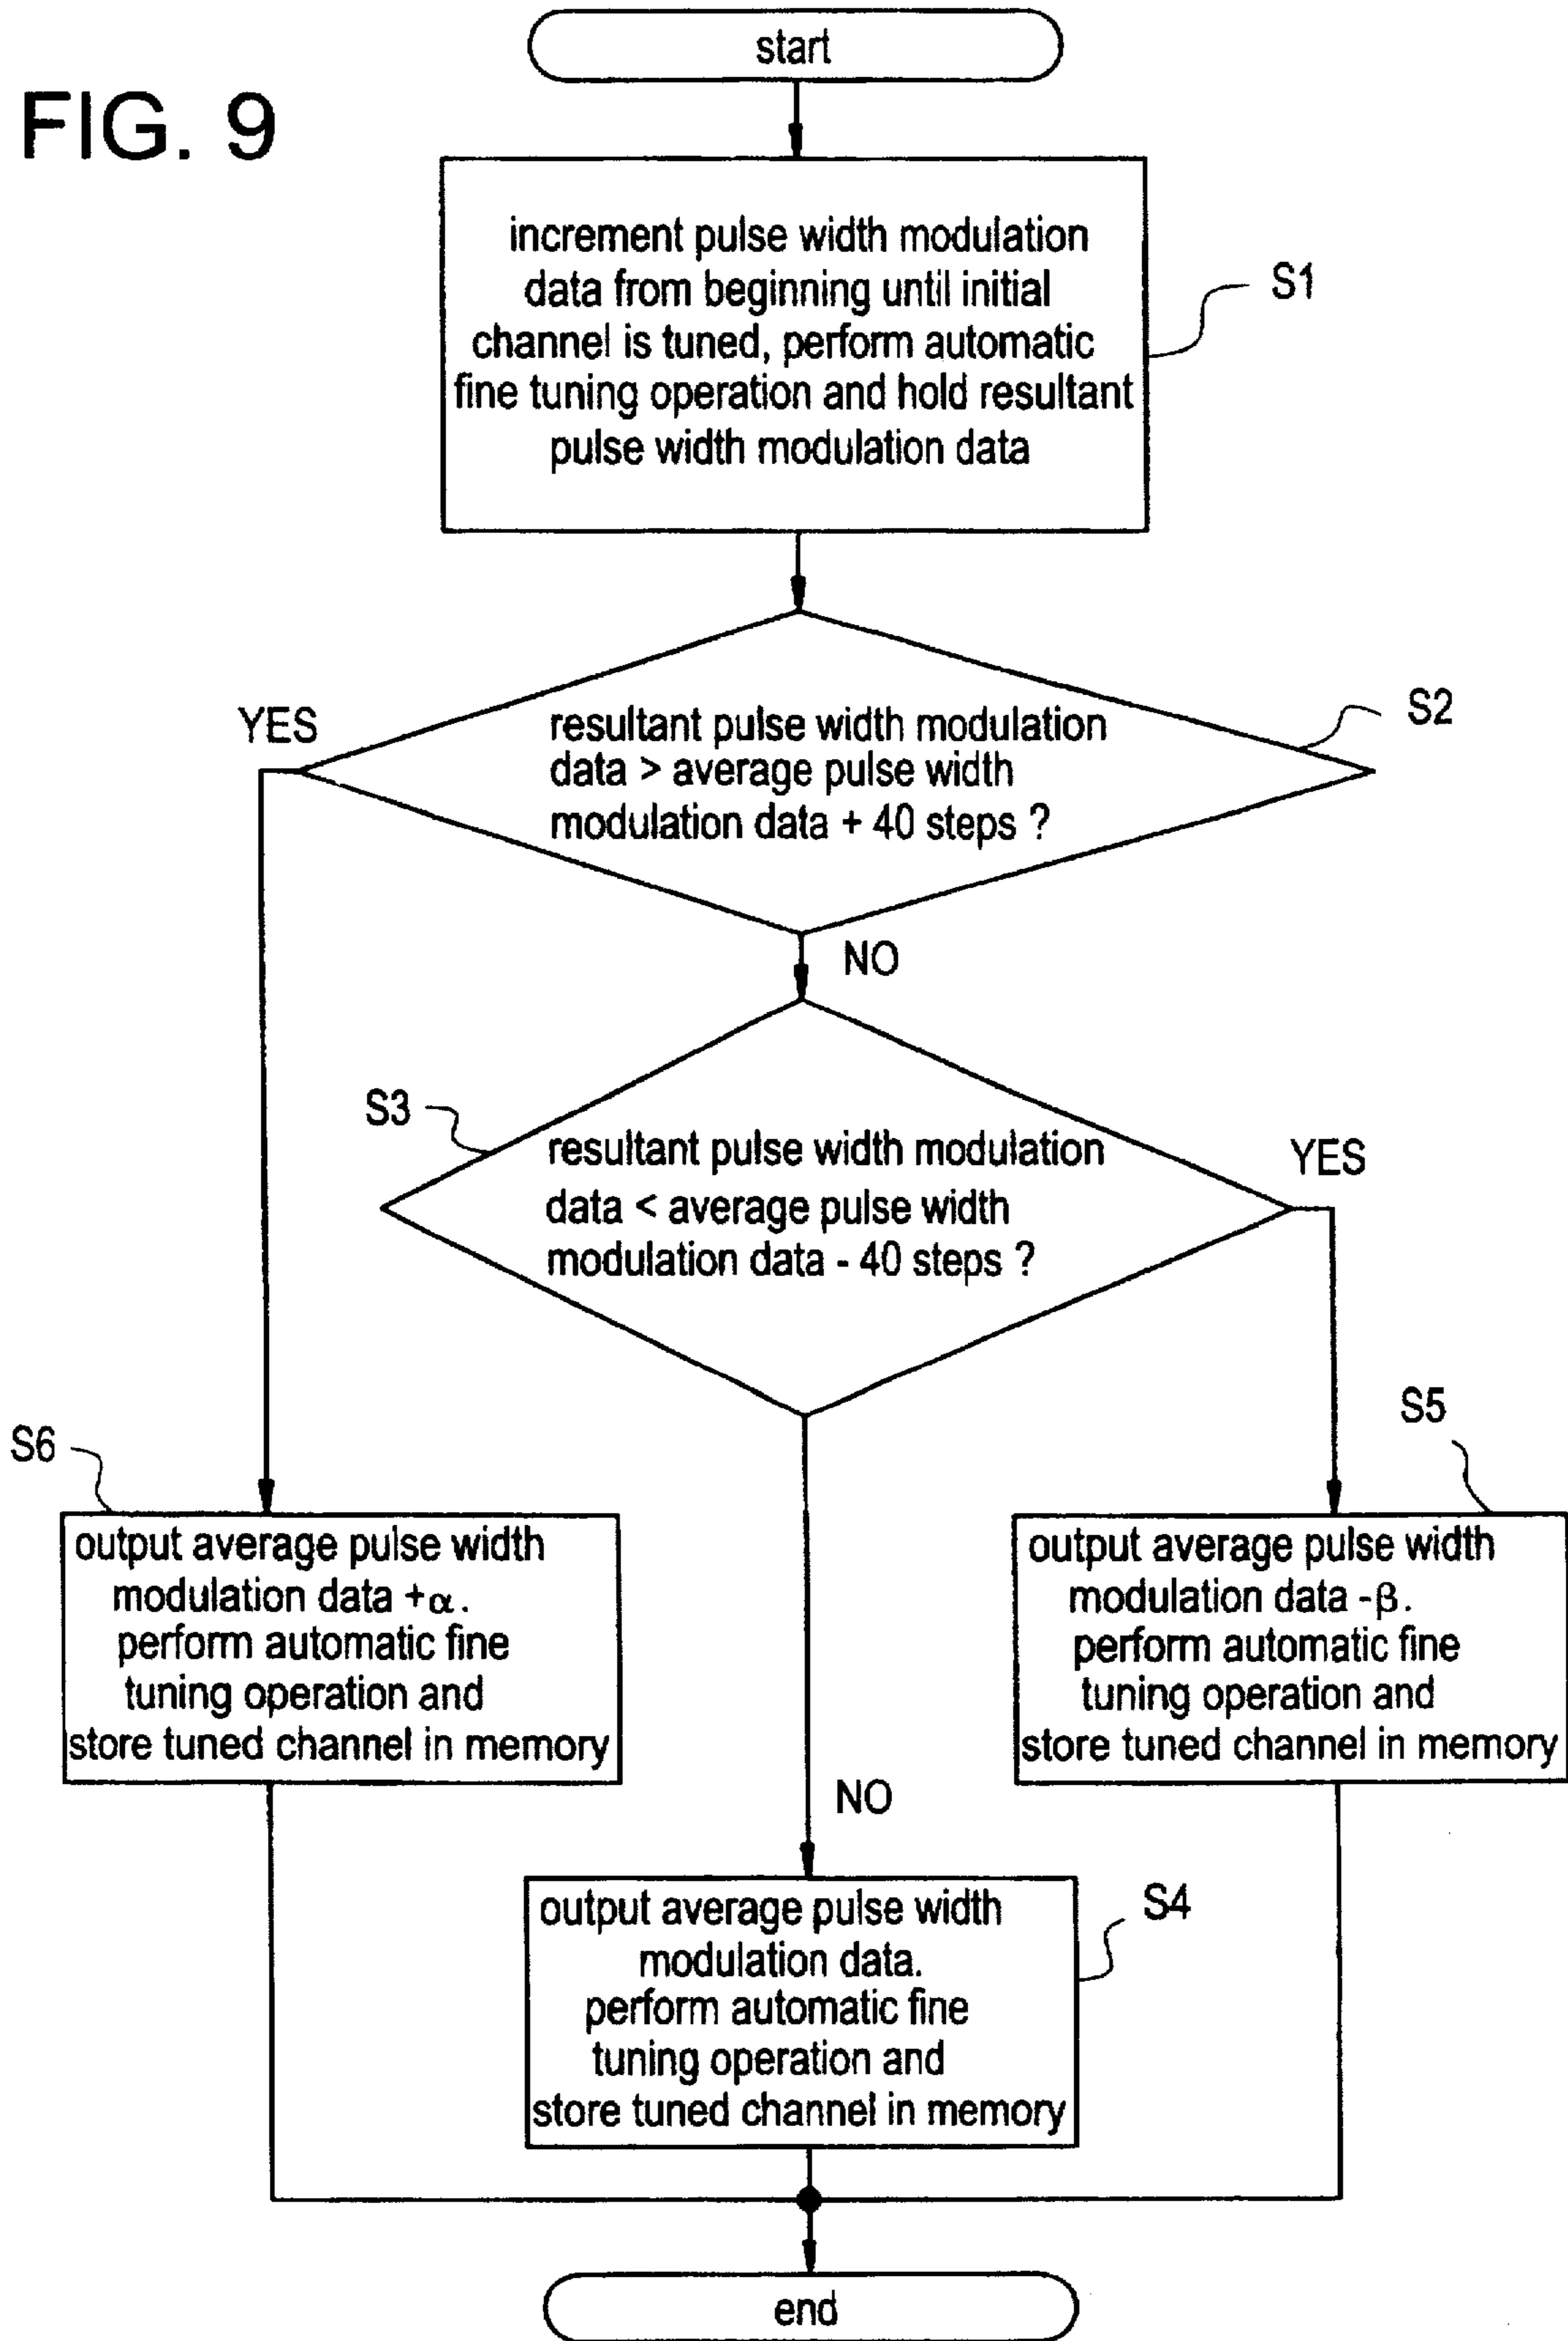 FIG. 9
start
increment pulse width modulation
data from beginning until initial
channel is tuned, perform automatic
fine tuning operation and hold resultant
pulse width modulation data
S1
resultant pulse width modulation
data > average pulse width
modulation data + 40 steps ?
S2
YES
NO
S3
resultant pulse width modulation
data < average pulse width
modulation data - 40 steps ?
YES
S6
output average pulse width
modulation data +α.
perform automatic fine
tuning operation and
store tuned channel in memory
S5
output average pulse width
modulation data -β.
perform automatic fine
tuning operation and
store tuned channel in memory
NO
output average pulse width
modulation data.
perform automatic fine
tuning operation and
store tuned channel in memory
S4
end